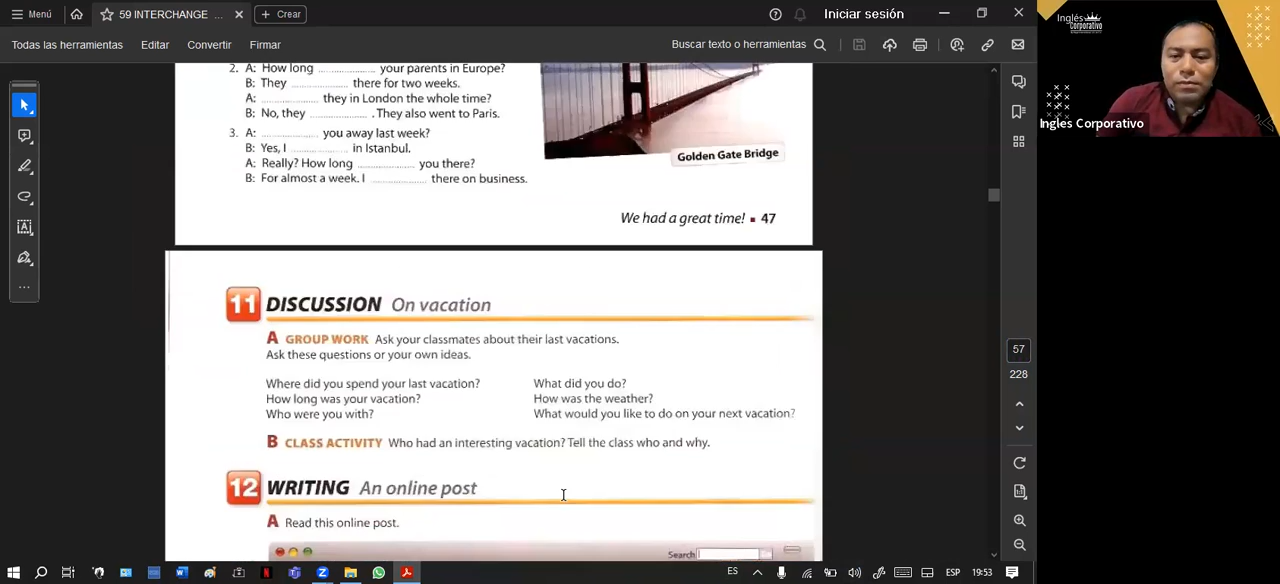 Menú
59 INTERCHANGE ...
Crear
Iniciar sesión
Todas las herramientas
Editar
Convertir
Firmar
Buscar texto o herramientas
Inglés
Corporativo
Ingles Corporativo
2. A: How long ............ your parents in Europe?
B: They ............ there for two weeks.
A: ............ they in London the whole time?
B: No, they ............ . They also went to Paris.
3. A: ............ you away last week?
B: Yes, I ............ in Istanbul.
A: Really? How long ............ you there?
B: For almost a week. I ............ there on business.
Golden Gate Bridge
We had a great time! ▪ 47
11 DISCUSSION On vacation
A GROUP WORK Ask your classmates about their last vacations.
Ask these questions or your own ideas.
Where did you spend your last vacation?
How long was your vacation?
Who were you with?
What did you do?
How was the weather?
What would you like to do on your next vacation?
B CLASS ACTIVITY Who had an interesting vacation? Tell the class who and why.
12 WRITING An online post
A Read this online post.
Search
57
228
ES
ESP
19:53